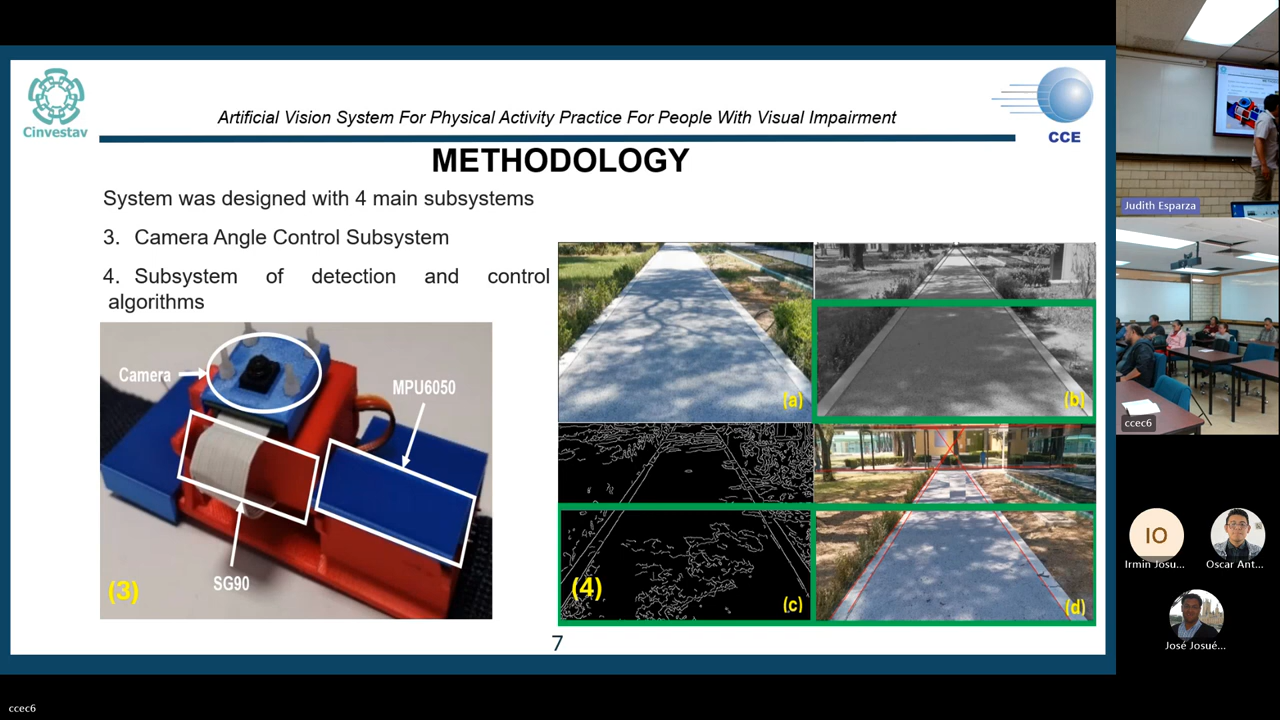 Cinvestav
Artificial Vision System For Physical Activity Practice For People With Visual Impairment
CCE
METHODOLOGY
System was designed with 4 main subsystems
3. Camera Angle Control Subsystem
4. Subsystem of detection and control
algorithms
Camera
MPU6050
SG90
(3)
(a)
(b)
(4)
(c)
(d)
7
Judith Esparza
ccec6
IO
Irmin Josu...
Oscar Ant...
José Josué...
ccec6